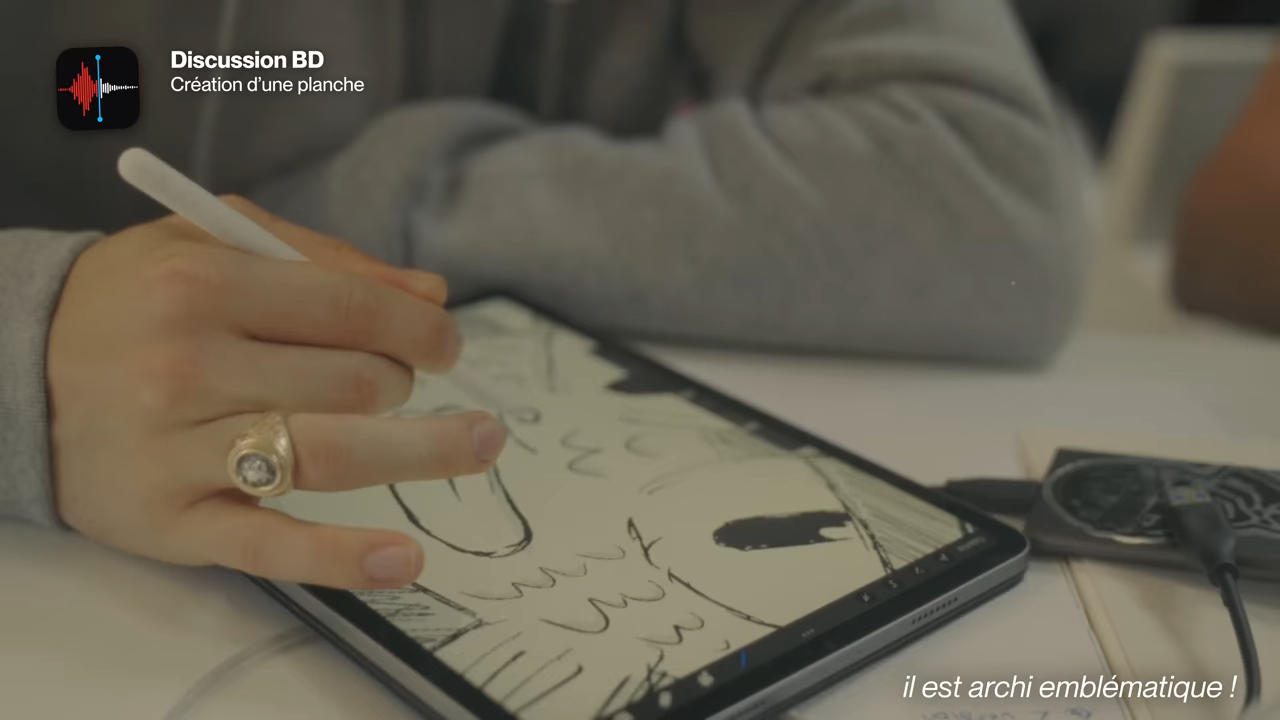 Discussion BD
Création d’une planche
il est archi emblématique !